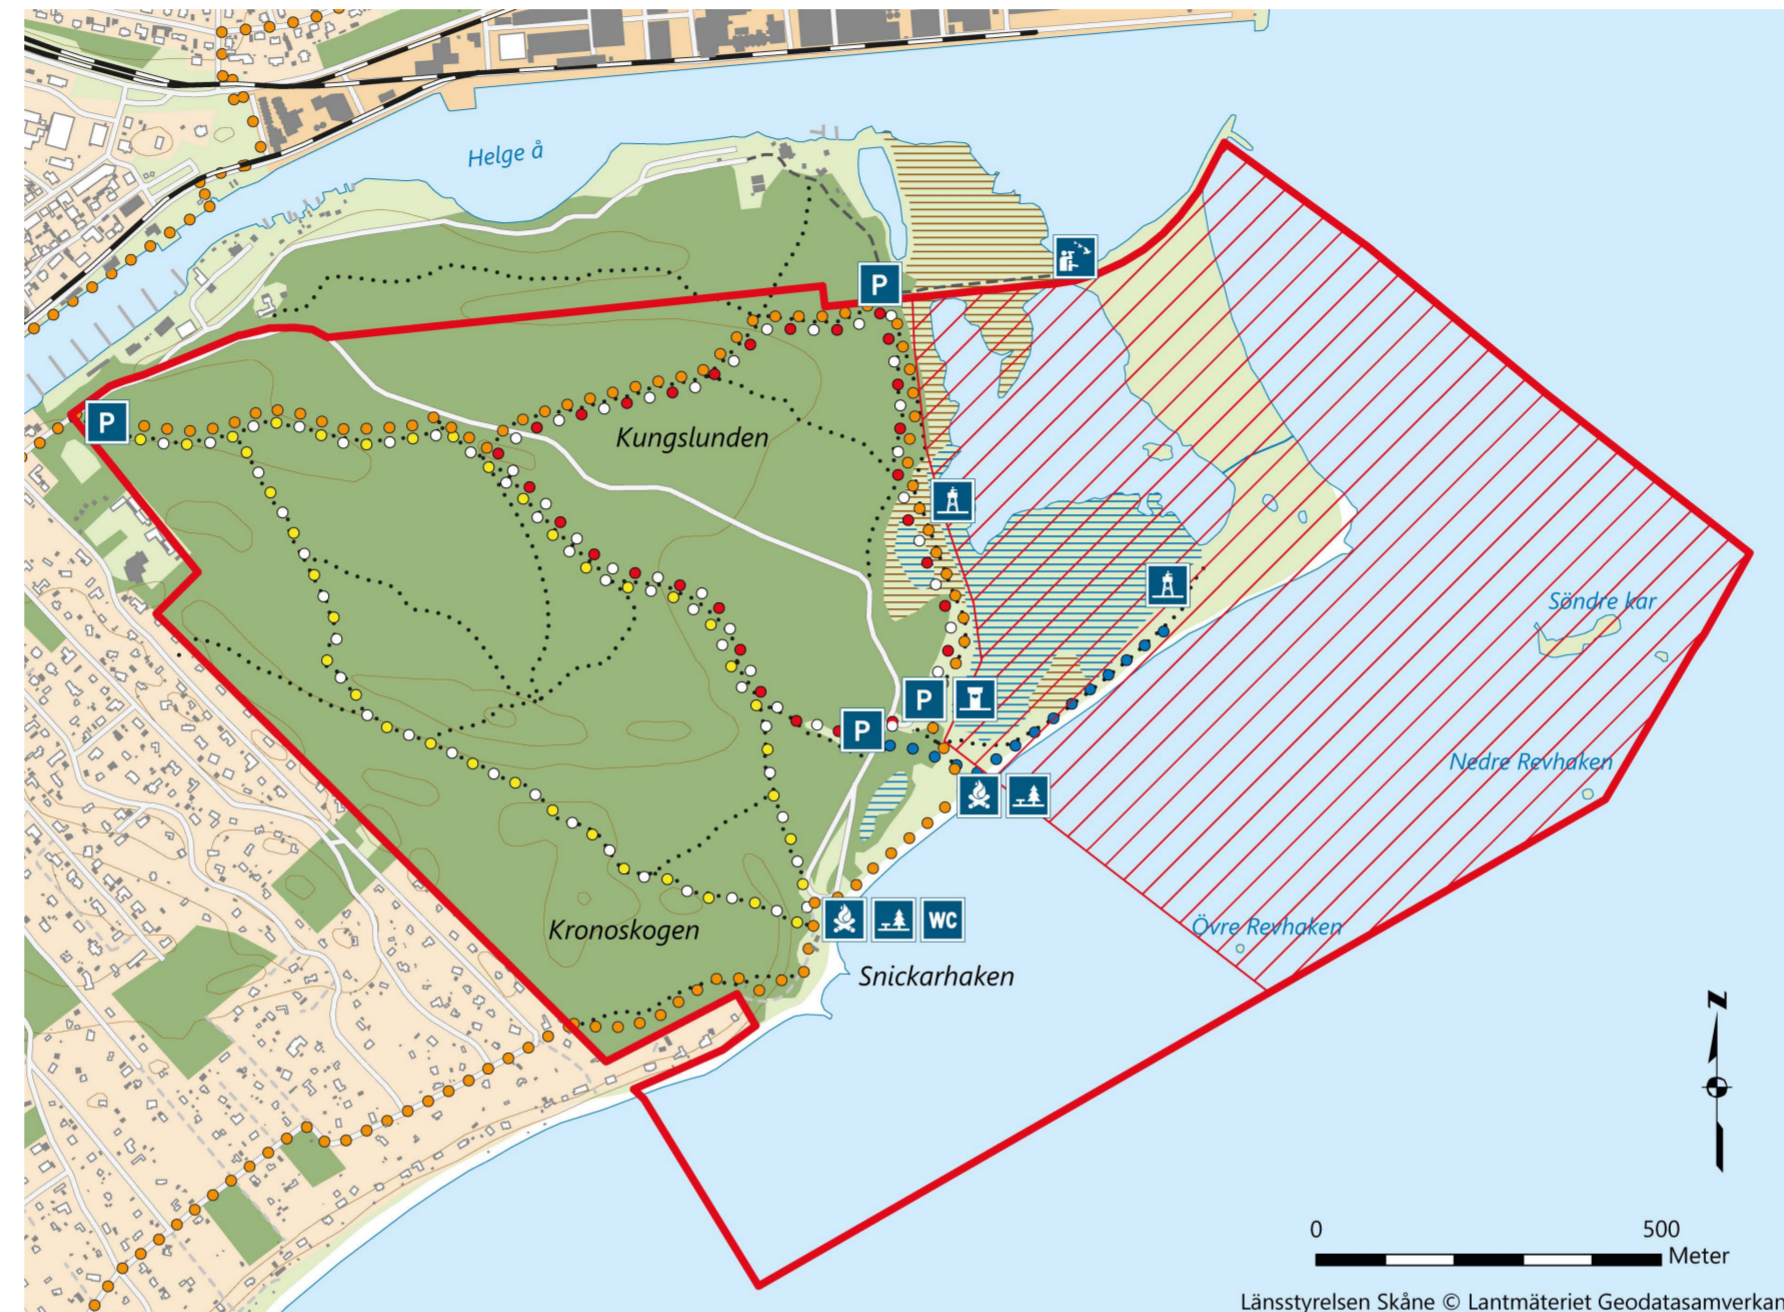 Helge å
P
P
Kungslunden
Söndre kar
P
P
Nedre Revhaken
WC
Övre Revhaken
Kronoskogen
Snickarhaken
N
0 500
Meter
Länsstyrelsen Skåne © Lantmäteriet Geodatasamverkan